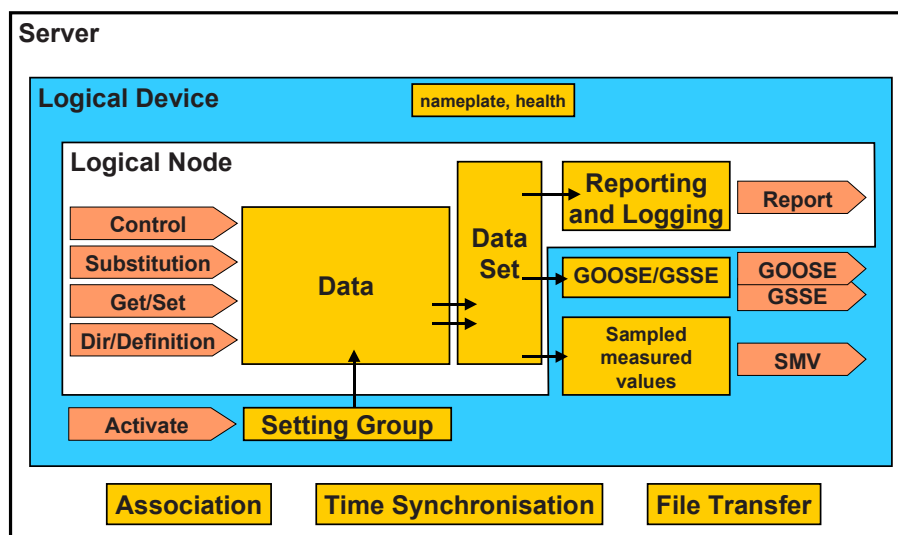 Server
Logical Device
nameplate, health
Logical Node
Control
Substitution
Get/Set
Dir/Definition
Data
Data
Set
Reporting
and Logging
Report
GOOSE/GSSE
GOOSE
GSSE
Sampled
measured
values
SMV
Activate
Setting Group
Association
Time Synchronisation
File Transfer